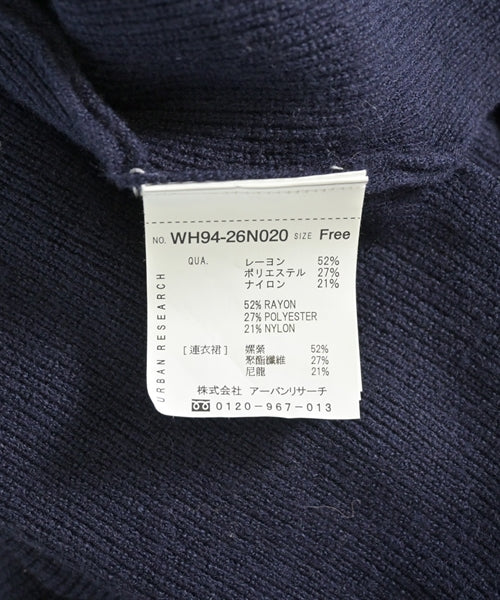 NO. WH94-26N020 SIZE Free
QUA. レーヨン 52%
ポリエステル 27%
ナイロン 21%
52% RAYON
27% POLYESTER
21% NYLON
[連衣裙] 嫘縈 52%
聚酯纖維 27%
尼龍 21%
株式会社 アーバンリサーチ
0120-967-013
URBAN RESEARCH